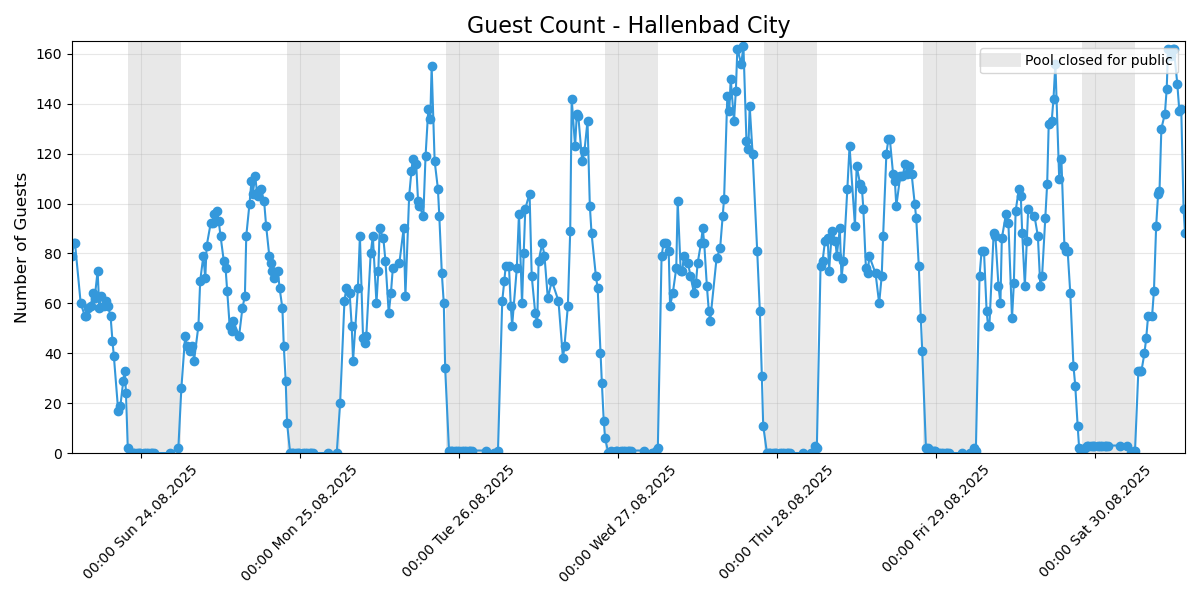 Guest Count - Hallenbad City
Pool closed for public
Number of Guests
160
140
120
100
80
60
40
20
0
00:00 Sun 24.08.2025
00:00 Mon 25.08.2025
00:00 Tue 26.08.2025
00:00 Wed 27.08.2025
00:00 Thu 28.08.2025
00:00 Fri 29.08.2025
00:00 Sat 30.08.2025